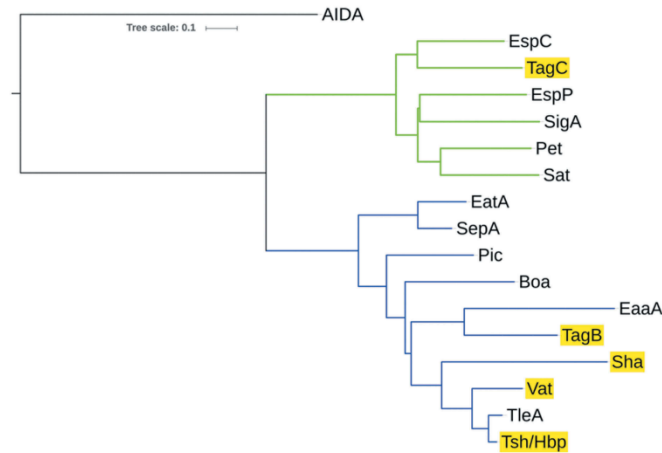 AIDA
Tree scale: 0.1
EspC
TagC
EspP
SigA
Pet
Sat
EatA
SepA
Pic
Boa
EaaA
TagB
Sha
Vat
TleA
Tsh/Hbp